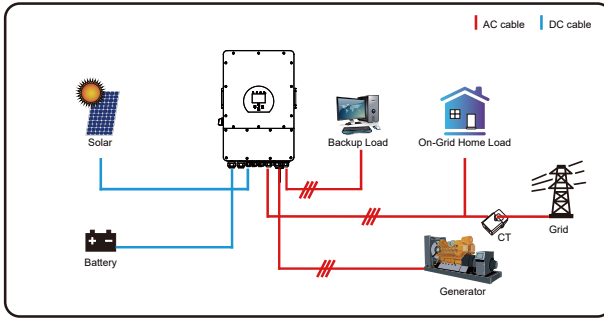 AC cable
DC cable
Solar
Backup Load
On-Grid Home Load
CT
Grid
Battery
Generator